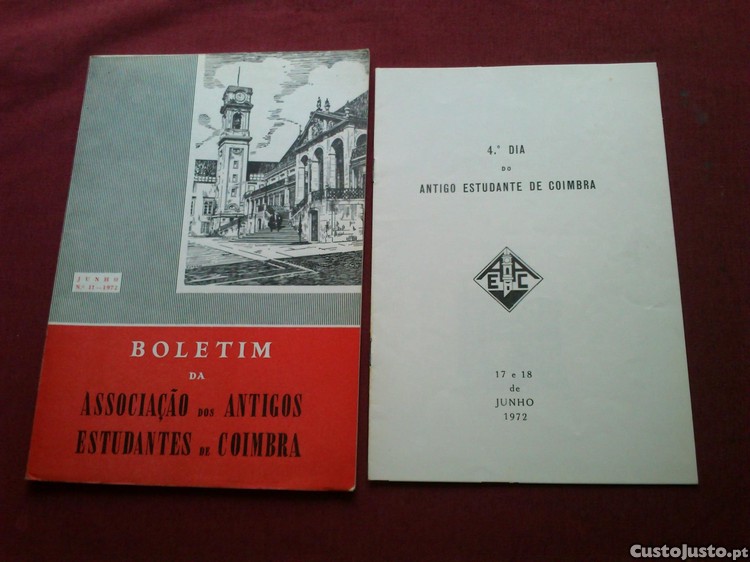 JUNHO
N.º 11 — 1972
BOLETIM
DA
ASSOCIAÇÃO DOS ANTIGOS
ESTUDANTES DE COIMBRA
4.º DIA
DO
ANTIGO ESTUDANTE DE COIMBRA
A
E C
17 e 18
de
JUNHO
1972
CustoJusto.pt